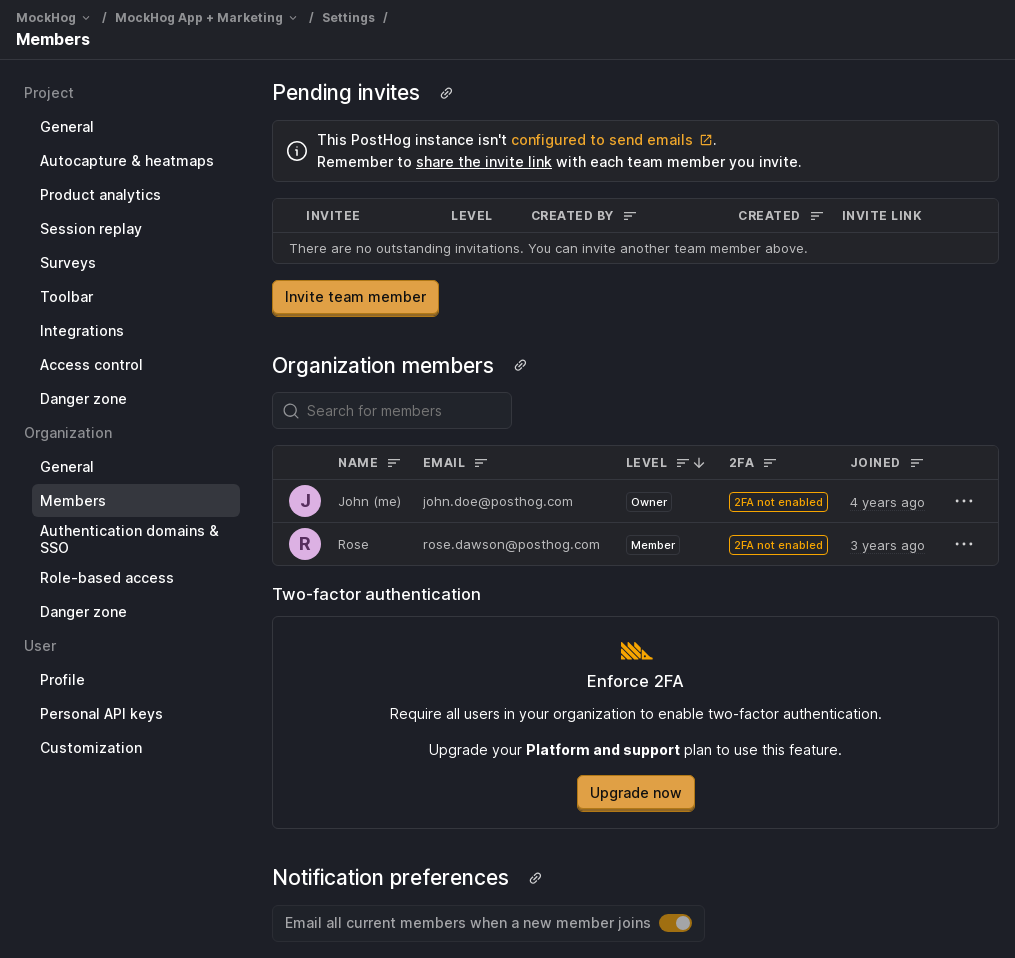 MockHog / MockHog App + Marketing / Settings /
Members
Project
General
Autocapture & heatmaps
Product analytics
Session replay
Surveys
Toolbar
Integrations
Access control
Danger zone
Organization
General
Members
Authentication domains &
SSO
Role-based access
Danger zone
User
Profile
Personal API keys
Customization
Pending invites
This PostHog instance isn't configured to send emails.
Remember to share the invite link with each team member you invite.
INVITEE LEVEL CREATED BY CREATED INVITE LINK
There are no outstanding invitations. You can invite another team member above.
Invite team member
Organization members
Search for members
NAME EMAIL LEVEL 2FA JOINED
J John (me) john.doe@posthog.com Owner 2FA not enabled 4 years ago
R Rose rose.dawson@posthog.com Member 2FA not enabled 3 years ago
Two-factor authentication
Enforce 2FA
Require all users in your organization to enable two-factor authentication.
Upgrade your Platform and support plan to use this feature.
Upgrade now
Notification preferences
Email all current members when a new member joins